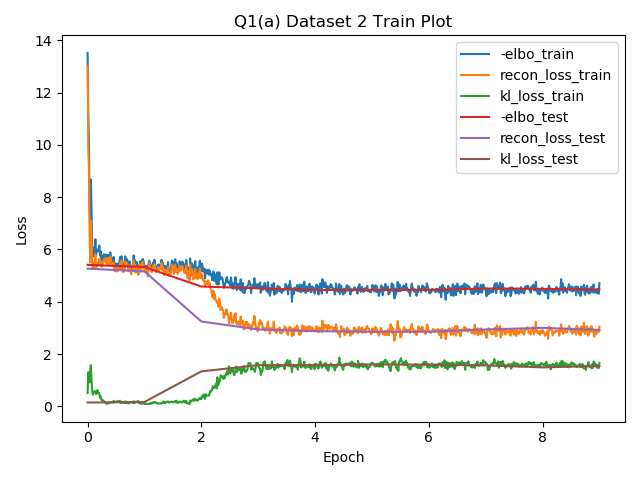 Q1(a) Dataset 2 Train Plot
14
12
10
8
6
4
2
0
Loss
-elbo_train
recon_loss_train
kl_loss_train
-elbo_test
recon_loss_test
kl_loss_test
0 2 4 6 8
Epoch